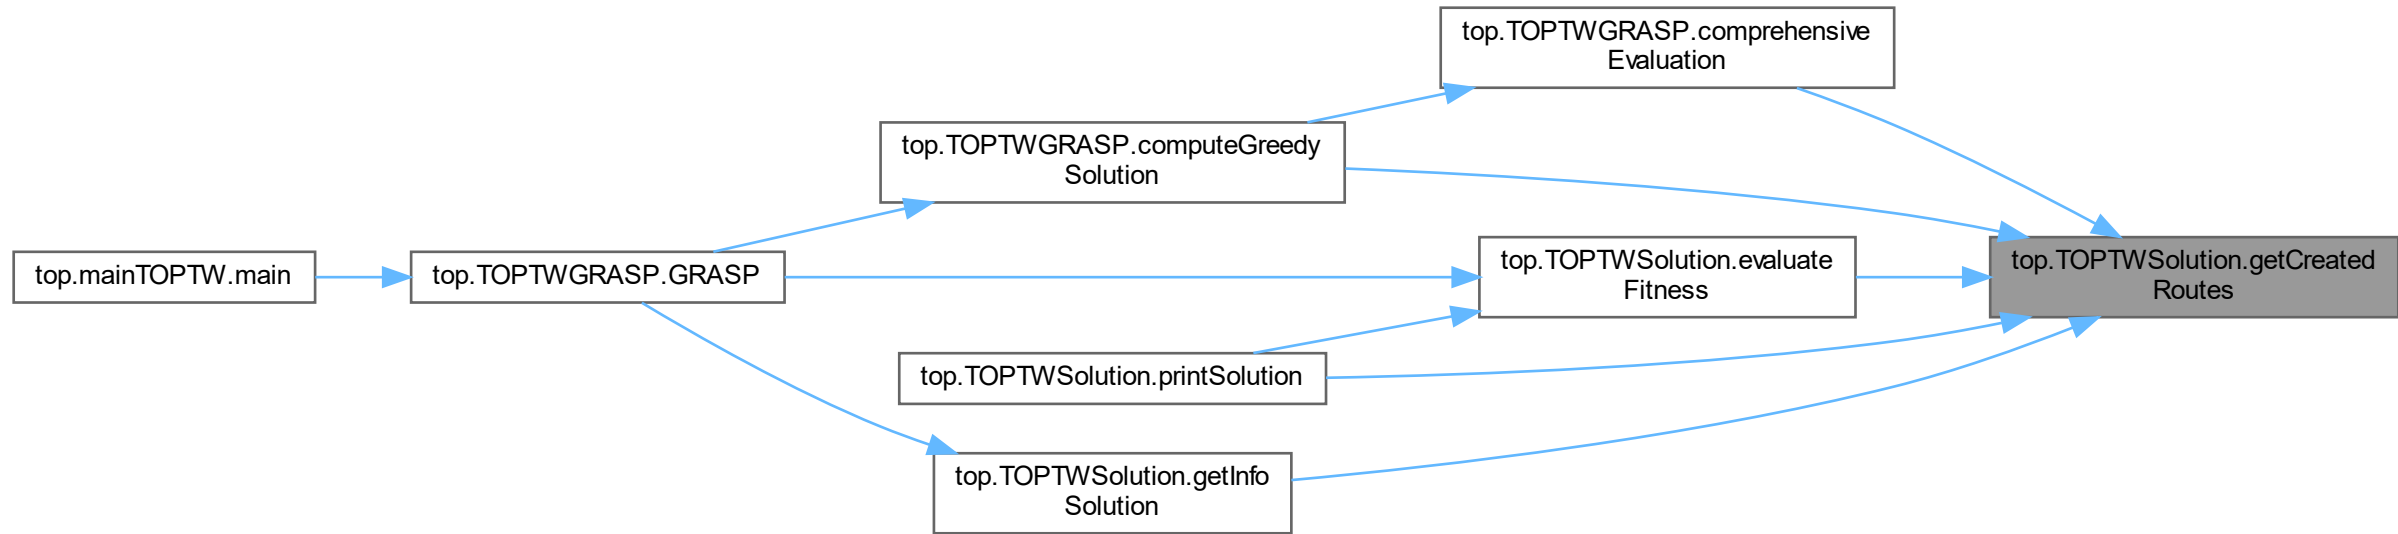 top.TOPTWGRASP.comprehensive
Evaluation
top.TOPTWGRASP.computeGreedy
Solution
top.mainTOPTW.main
top.TOPTWGRASP.GRASP
top.TOPTWSolution.evaluate
Fitness
top.TOPTWSolution.getCreated
Routes
top.TOPTWSolution.printSolution
top.TOPTWSolution.getInfo
Solution